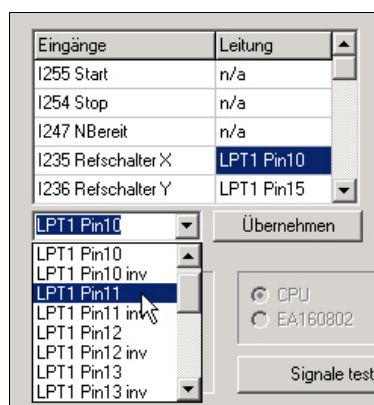 Eingänge Leitung
I255 Start n/a
I254 Stop n/a
I247 NBereit n/a
I235 Refschalter X LPT1 Pin10
I236 Refschalter Y LPT1 Pin15
LPT1 Pin10 Übernehmen
LPT1 Pin10
LPT1 Pin10 inv
LPT1 Pin11
LPT1 Pin11 inv
LPT1 Pin12
LPT1 Pin12 inv
LPT1 Pin13
LPT1 Pin13 inv
CPU
EA160802
Signale test